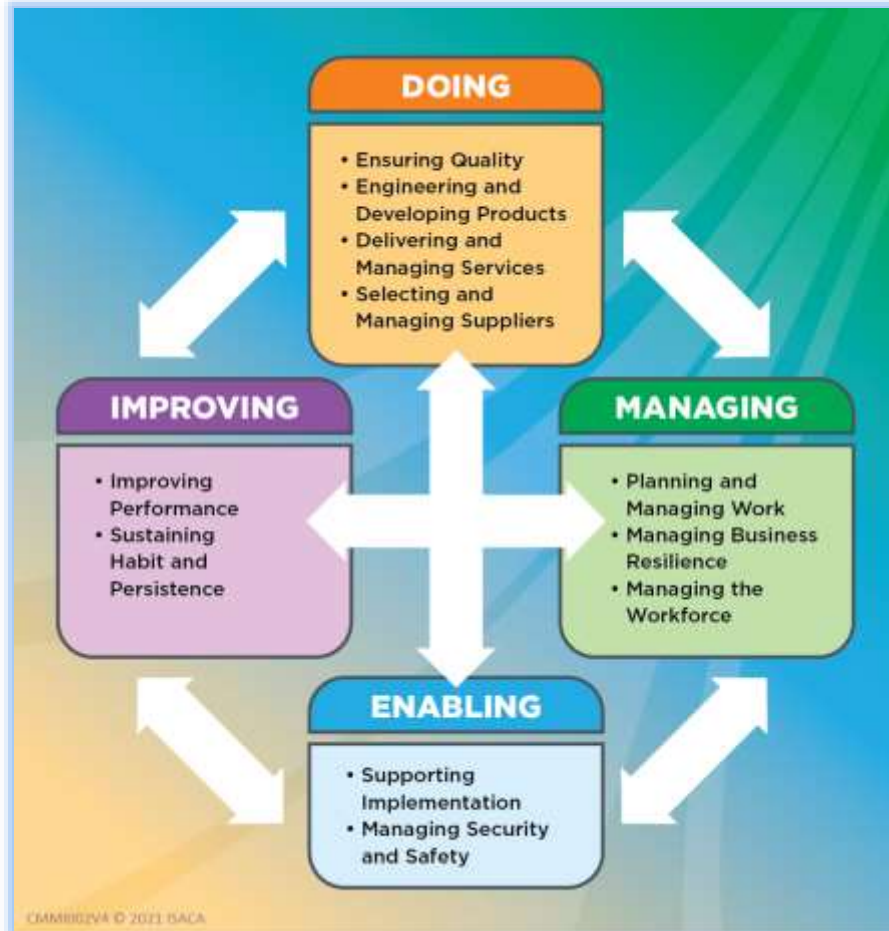 DOING
• Ensuring Quality
• Engineering and
Developing Products
• Delivering and
Managing Services
• Selecting and
Managing Suppliers
IMPROVING
• Improving
Performance
• Sustaining
Habit and
Persistence
MANAGING
• Planning and
Managing Work
• Managing Business
Resilience
• Managing the
Workforce
ENABLING
• Supporting
Implementation
• Managing Security
and Safety
© 2021 ISACA